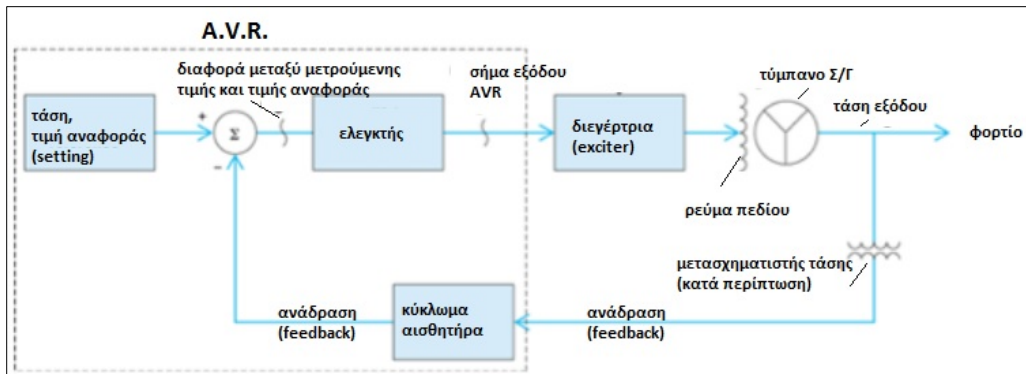 A.V.R.
διαφορά μεταξύ μετρούμενης
τιμής και τιμής αναφοράς
σήμα εξόδου
AVR
τύμπανο Σ/Γ
τάση,
τιμή αναφοράς
(setting)
+
Σ
−
ελεγκτής
διεγέρτρια
(exciter)
τάση εξόδου
φορτίο
ρεύμα πεδίου
μετασχηματιστής τάσης
(κατά περίπτωση)
ανάδραση
(feedback)
κύκλωμα
αισθητήρα
ανάδραση
(feedback)